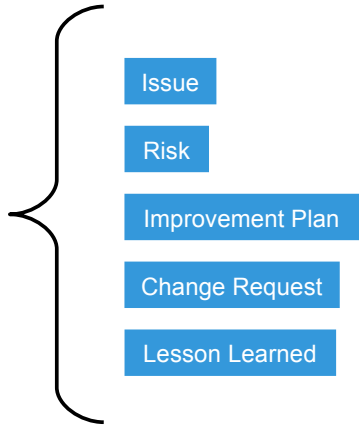 Issue
Risk
Improvement Plan
Change Request
Lesson Learned